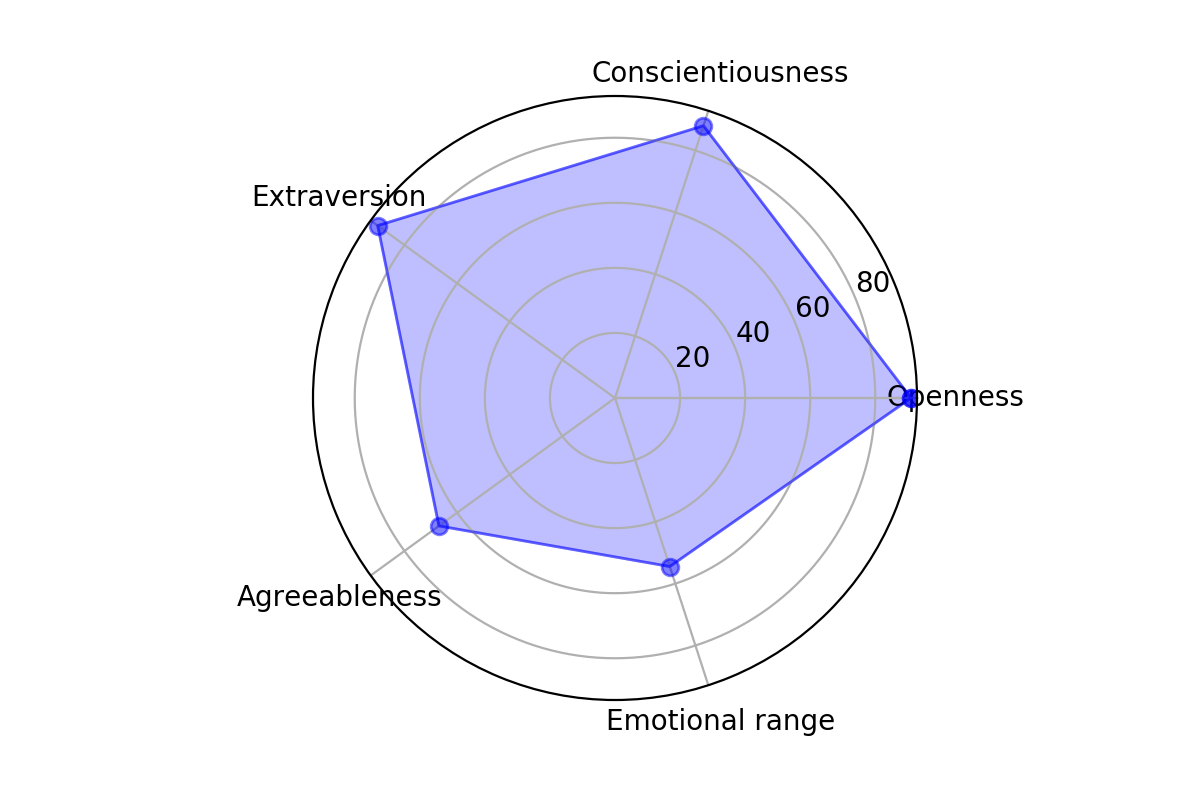 Conscientiousness
Extraversion
80
60
40
20
Openness
Agreeableness
Emotional range